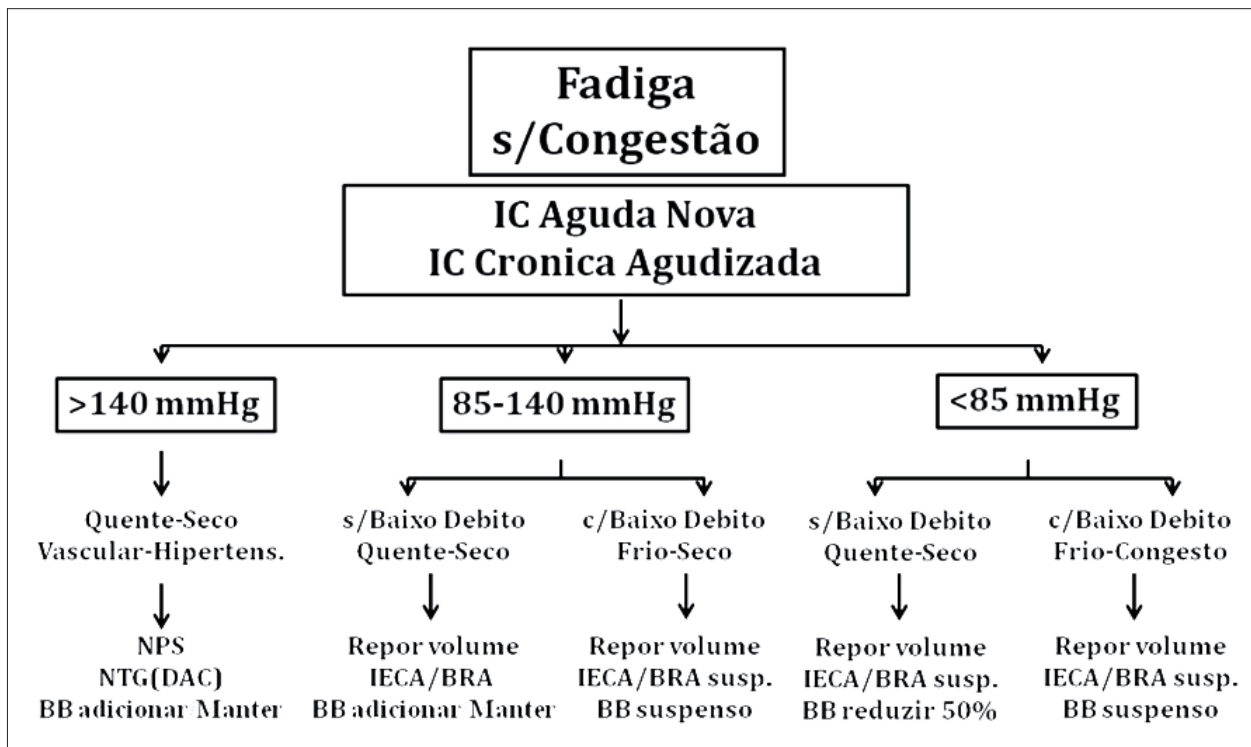 Fadiga
s/Congestão
IC Aguda Nova
IC Cronica Agudizada
>140 mmHg
85-140 mmHg
<85 mmHg
Quente-Seco
Vascular-Hipertens.
s/Baixo Debito
Quente-Seco
c/Baixo Debito
Frio-Seco
s/Baixo Debito
Quente-Seco
c/Baixo Debito
Frio-Congesto
NPS
NTG(DAC)
BB adicionar Manter
Repor volume
IECA/BRA
BB adicionar Manter
Repor volume
IECA/BRA susp.
BB suspenso
Repor volume
IECA/BRA susp.
BB reduzir 50%
Repor volume
IECA/BRA susp.
BB suspenso